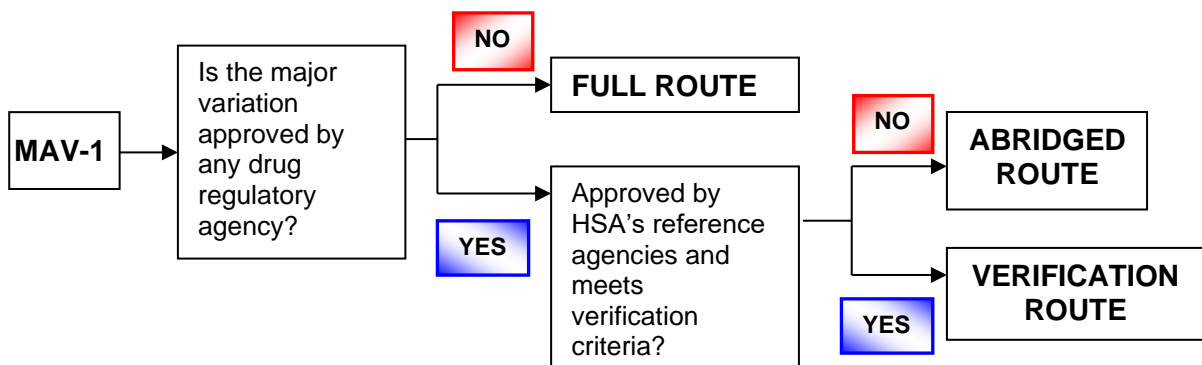 MAV-1
Is the major
variation
approved by
any drug
regulatory
agency?
NO
FULL ROUTE
YES
Approved by
HSA’s reference
agencies and
meets
verification
criteria?
NO
ABRIDGED
ROUTE
YES
VERIFICATION
ROUTE